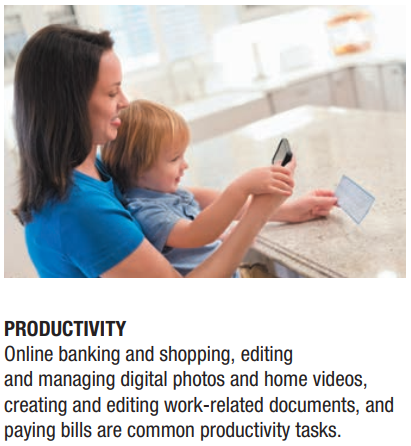 PRODUCTIVITY
Online banking and shopping, editing
and managing digital photos and home videos,
creating and editing work-related documents, and
paying bills are common productivity tasks.